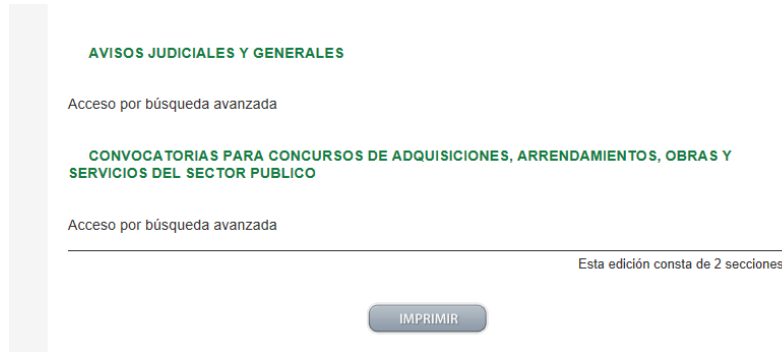 AVISOS JUDICIALES Y GENERALES
Acceso por búsqueda avanzada
CONVOCATORIAS PARA CONCURSOS DE ADQUISICIONES, ARRENDAMIENTOS, OBRAS Y
SERVICIOS DEL SECTOR PUBLICO
Acceso por búsqueda avanzada
Esta edición consta de 2 secciones
IMPRIMIR